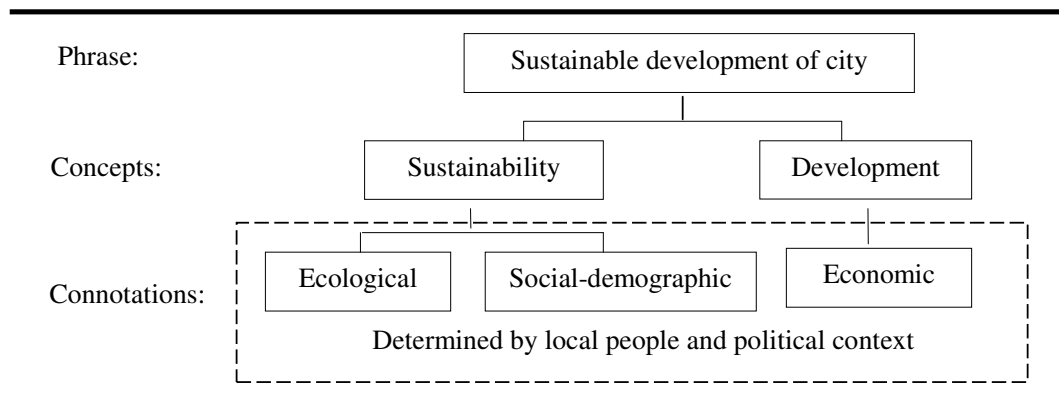 Phrase:
Sustainable development of city
Concepts:
Sustainability
Development
Connotations:
Ecological
Social-demographic
Economic
Determined by local people and political context